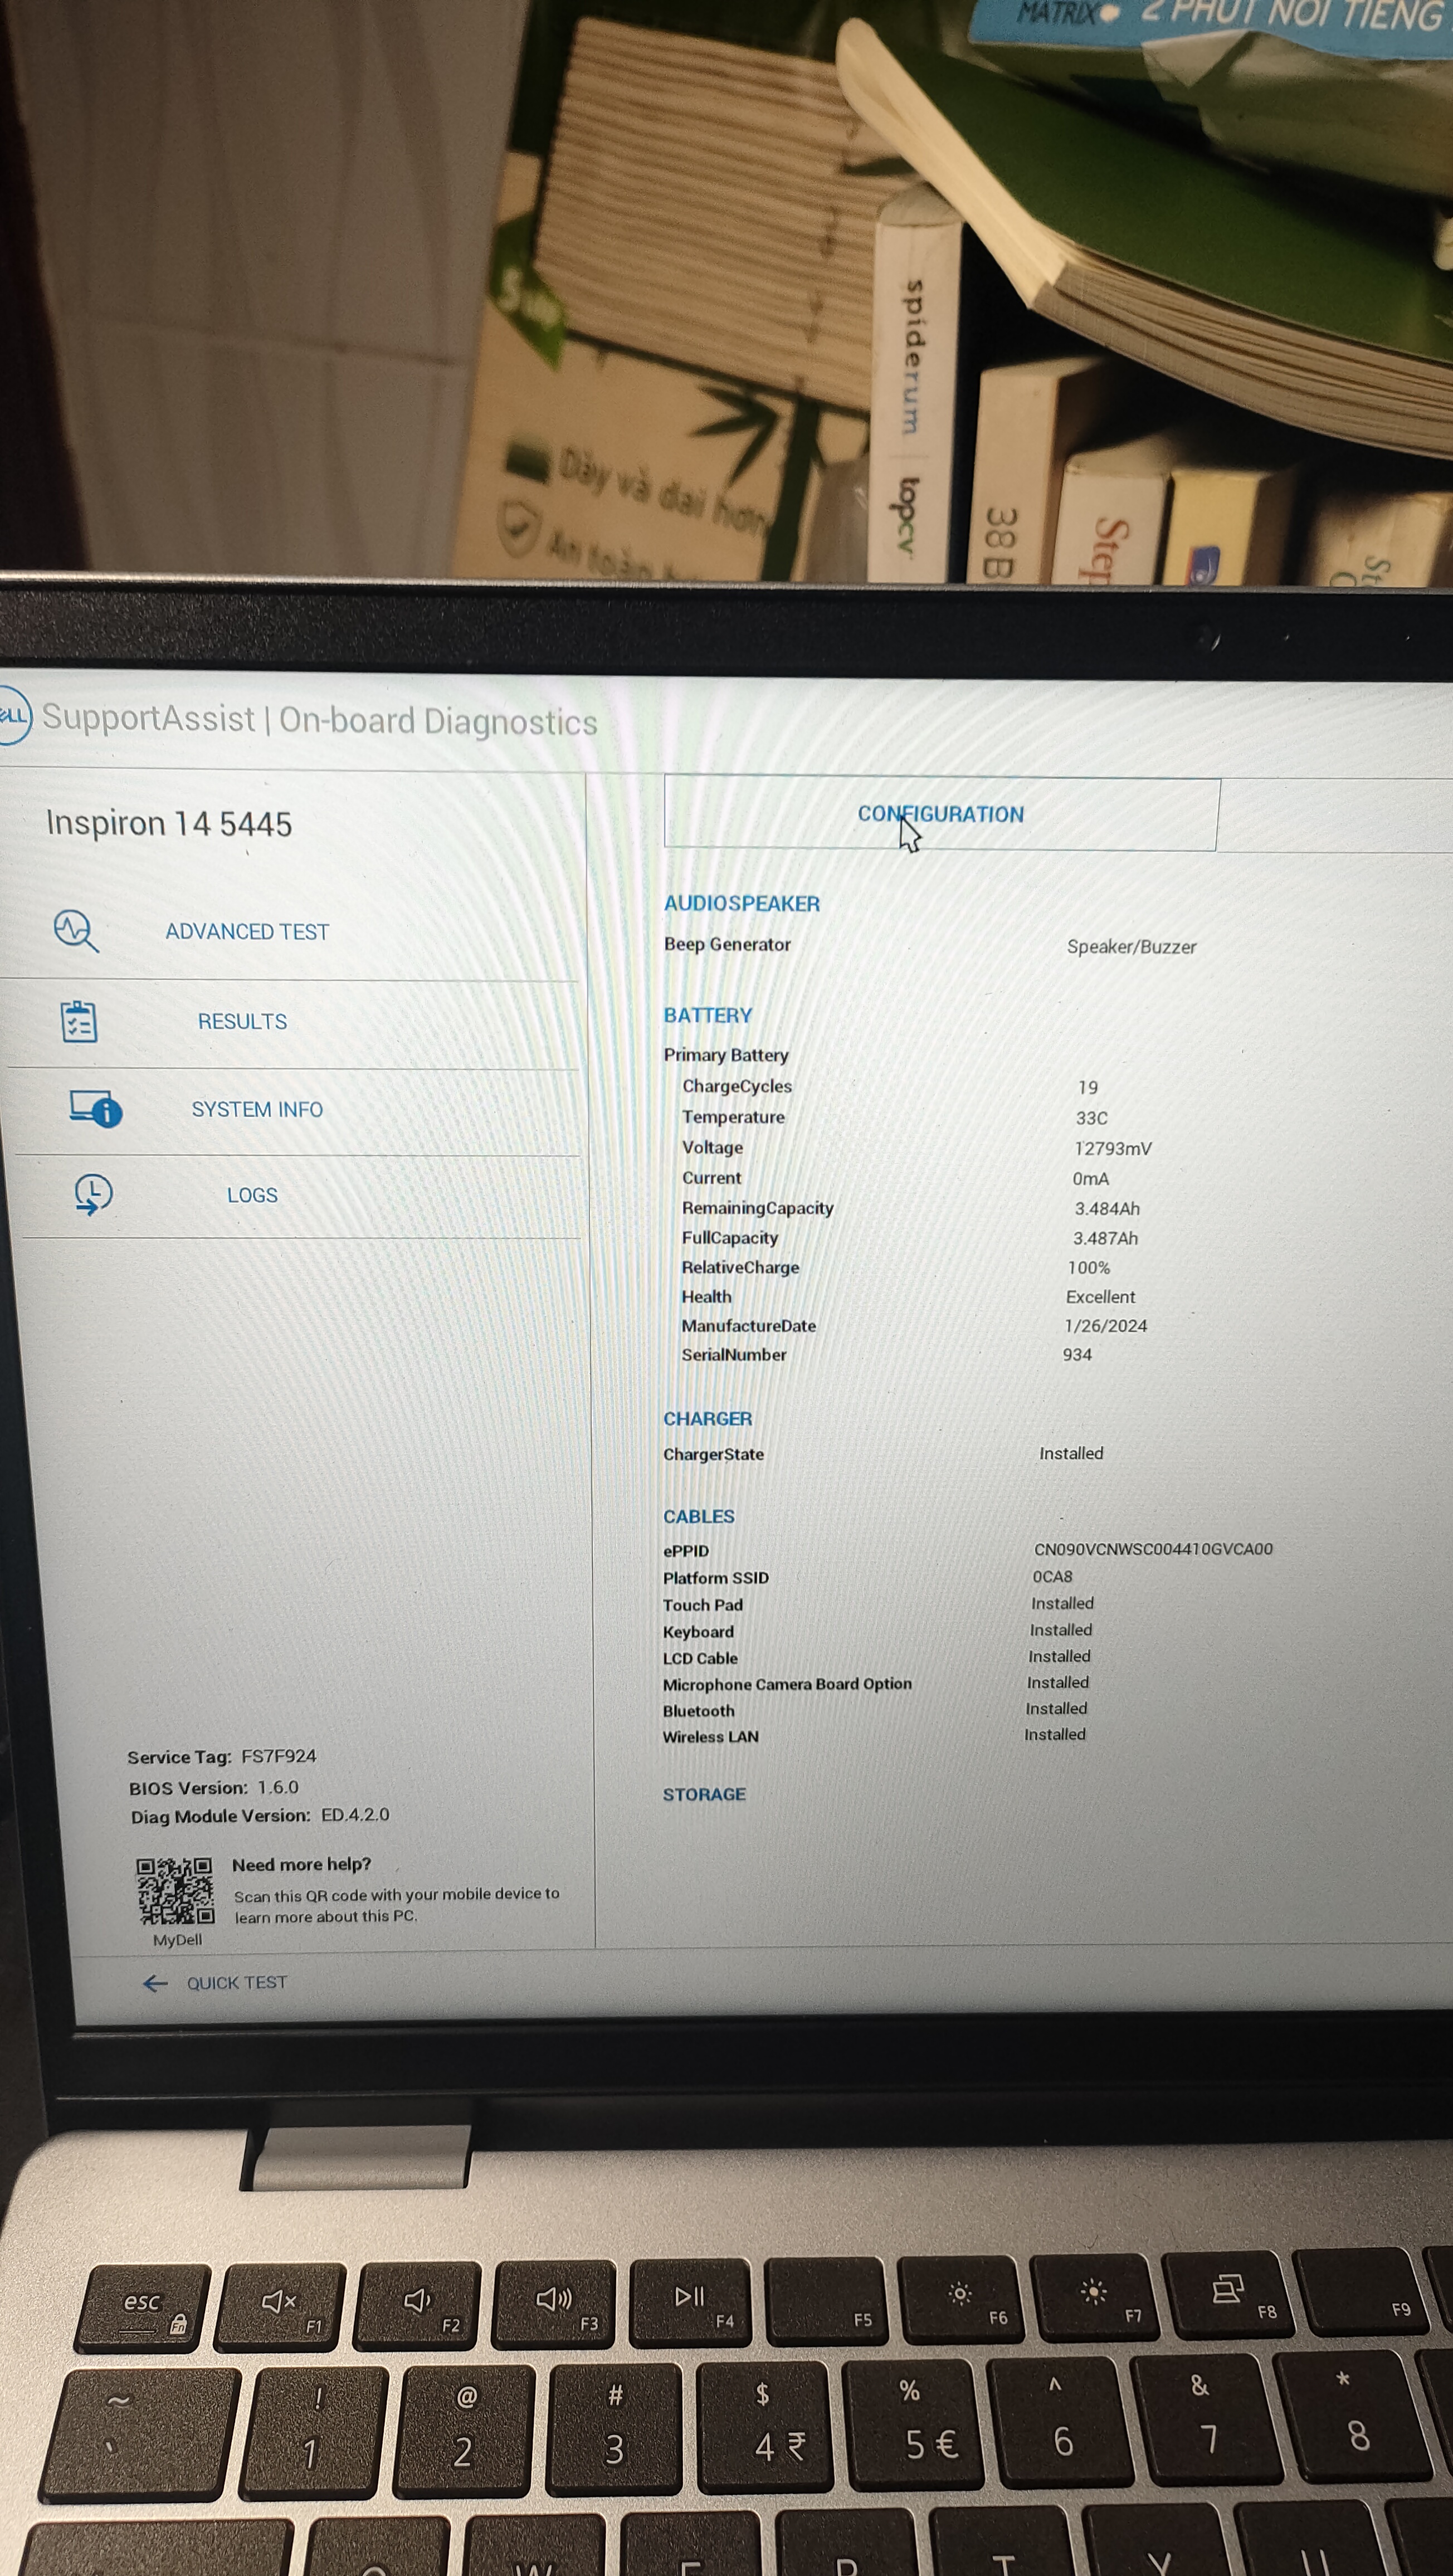 MATRIX 2 PHÚT NÓI TIẾNG
spiderum | topcv
38 B
Dày và dai hơn
An toàn
SupportAssist | On-board Diagnostics
Inspiron 14 5445
CONFIGURATION
ADVANCED TEST
RESULTS
SYSTEM INFO
LOGS
AUDIOSPEAKER
Beep Generator Speaker/Buzzer
BATTERY
Primary Battery
ChargeCycles 19
Temperature 33C
Voltage 12793mV
Current 0mA
RemainingCapacity 3.484Ah
FullCapacity 3.487Ah
RelativeCharge 100%
Health Excellent
ManufactureDate 1/26/2024
SerialNumber 934
CHARGER
ChargerState Installed
CABLES
ePPID CN090VCNWSC004410GVCA00
Platform SSID 0CA8
Touch Pad Installed
Keyboard Installed
LCD Cable Installed
Microphone Camera Board Option Installed
Bluetooth Installed
Wireless LAN Installed
STORAGE
Service Tag: FS7F924
BIOS Version: 1.6.0
Diag Module Version: ED.4.2.0
Need more help?
Scan this QR code with your mobile device to
learn more about this PC.
MyDell
← QUICK TEST
esc F1 F2 F3 F4 F5 F6 F7 F8 F9
~ ! @ # $ % ^ & *
` 1 2 3 4 ₹ 5 € 6 7 8